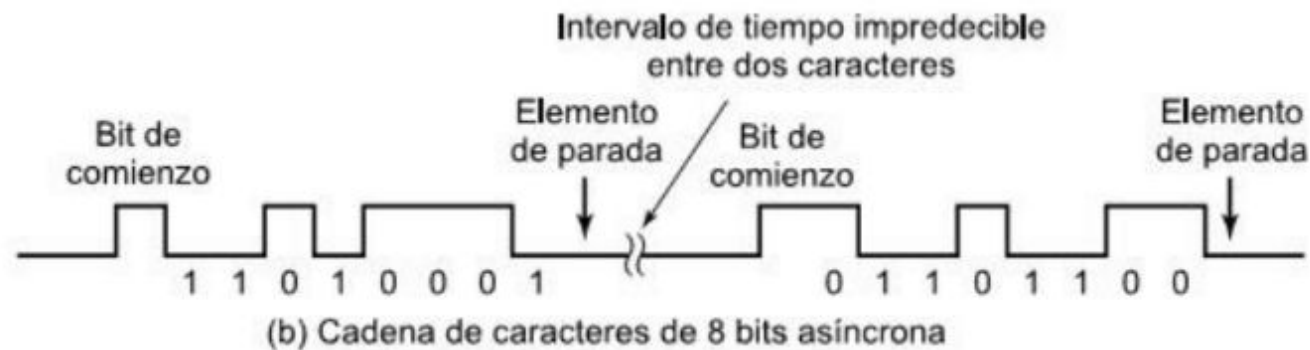 Intervalo de tiempo impredecible
entre dos caracteres
Bit de
comienzo
Elemento
de parada
Bit de
comienzo
Elemento
de parada
1 1 0 1 0 0 0 1
0 1 1 0 1 1 0 0
(b) Cadena de caracteres de 8 bits asíncrona